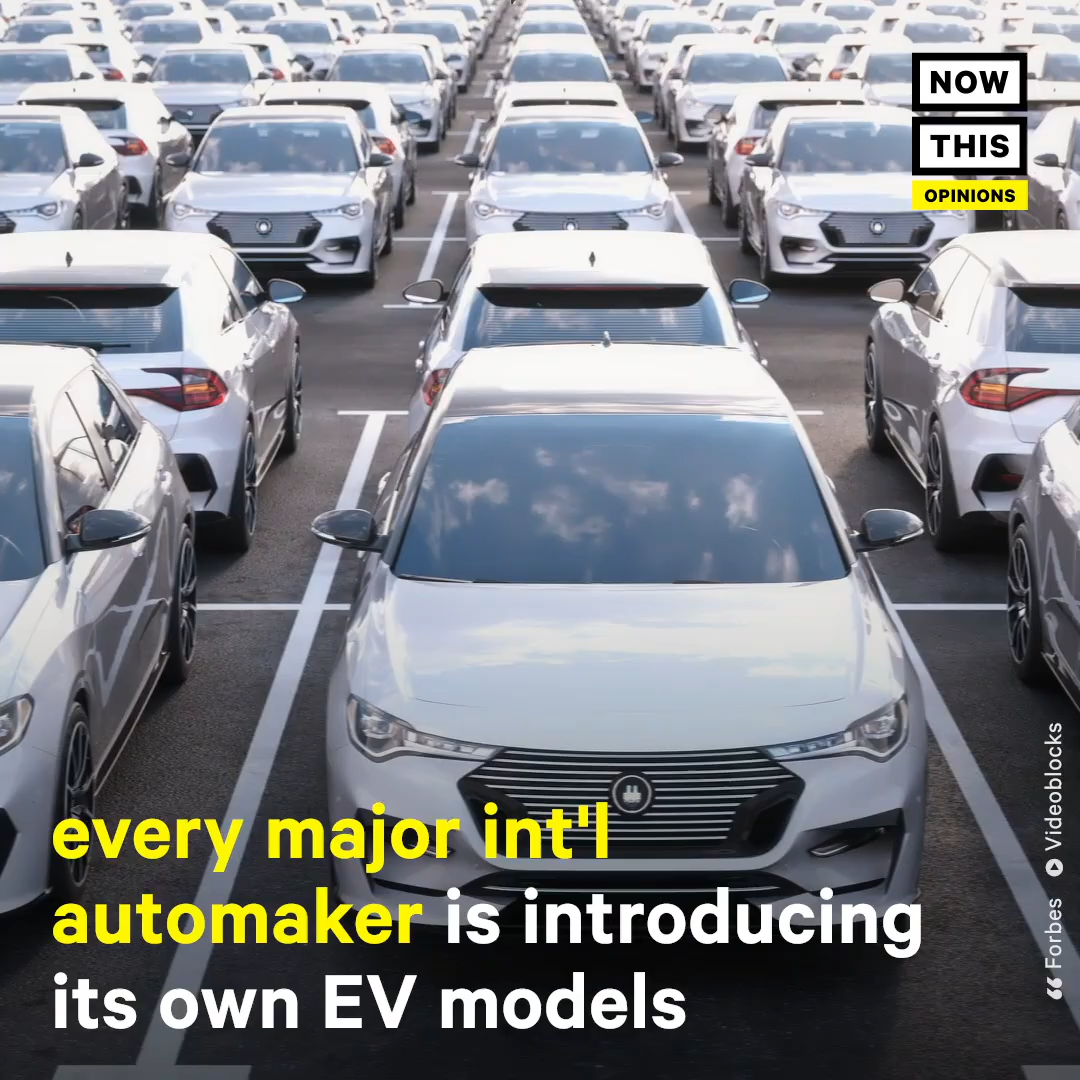 NOW
THIS
OPINIONS
every major int'l
automaker is introducing
its own EV models
Forbes Videoblocks